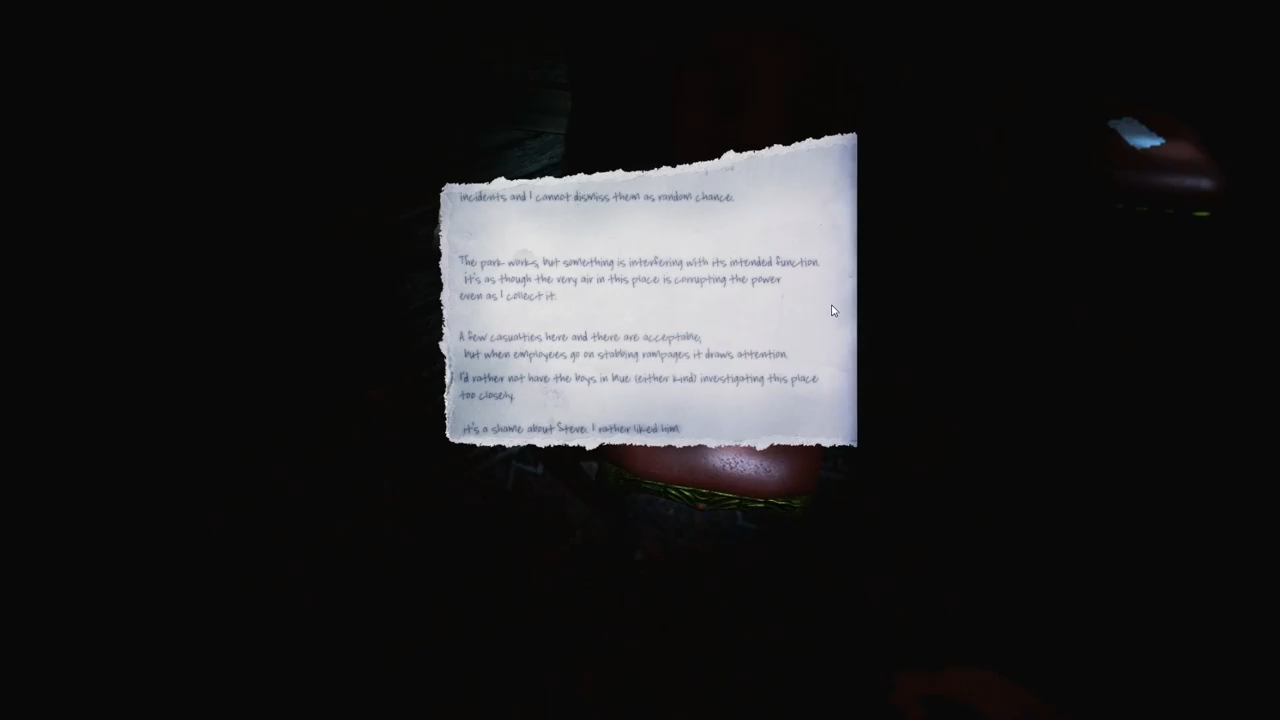 incidents and I cannot dismiss them as random chance.
The park works, but something is interfering with its intended function
it's as though the very air in this place is corrupting the power
even as I collect it.
A few casualties here and there are acceptable,
but when employees go on stabbing rampages it draws attention.
I'd rather not have the boys in blue (either kind) investigating this place
too closely.
it's a shame about Steve. I rather liked him.